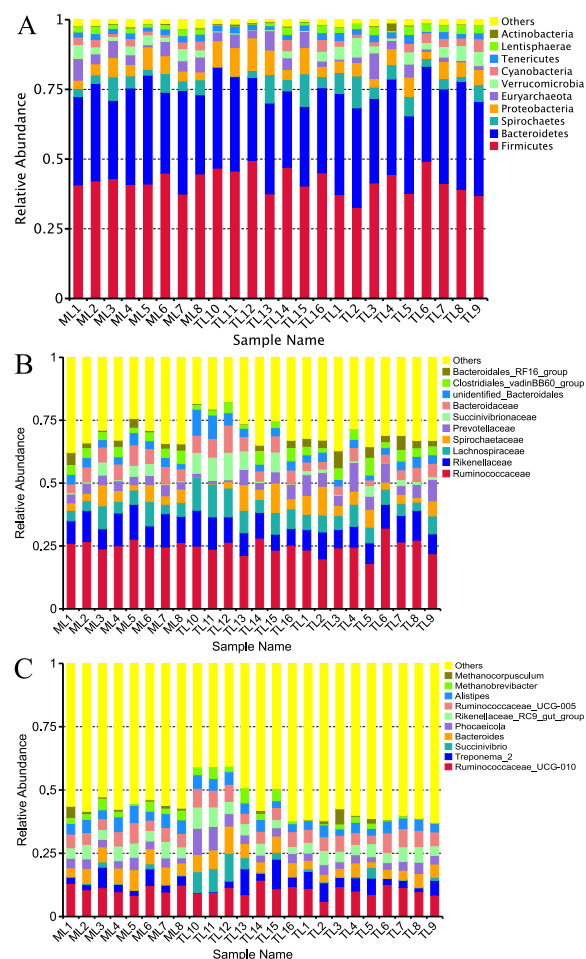 A
Relative Abundance
1
0.75
0.5
0.25
0
ML1 ML2 ML3 ML4 ML5 ML6 ML7 ML8 TL10 TL11 TL12 TL13 TL14 TL15 TL16 TL1 TL2 TL3 TL4 TL5 TL6 TL7 TL8 TL9
Sample Name
Others
Actinobacteria
Lentisphaerae
Tenericutes
Cyanobacteria
Verrucomicrobia
Euryarchaeota
Proteobacteria
Spirochaetes
Bacteroidetes
Firmicutes
B
Relative Abundance
1
0.75
0.5
0.25
0
ML1 ML2 ML3 ML4 ML5 ML6 ML7 ML8 TL10 TL11 TL12 TL13 TL14 TL15 TL16 TL1 TL2 TL3 TL4 TL5 TL6 TL7 TL8 TL9
Sample Name
Others
Bacteroidales_RF16_group
Clostridiales_vadinBB60_group
unidentified_Bacteroidales
Bacteroidaceae
Succinivibrionaceae
Prevotellaceae
Spirochaetaceae
Lachnospiraceae
Rikenellaceae
Ruminococcaceae
C
Relative Abundance
1
0.75
0.5
0.25
0
ML1 ML2 ML3 ML4 ML5 ML6 ML7 ML8 TL10 TL11 TL12 TL13 TL14 TL15 TL16 TL1 TL2 TL3 TL4 TL5 TL6 TL7 TL8 TL9
Sample Name
Others
Methanocorpusculum
Methanobrevibacter
Alistipes
Ruminococcaceae_UCG-005
Rikenellaceae_RC9_gut_group
Phocaeicola
Bacteroides
Succinivibrio
Treponema_2
Ruminococcaceae_UCG-010